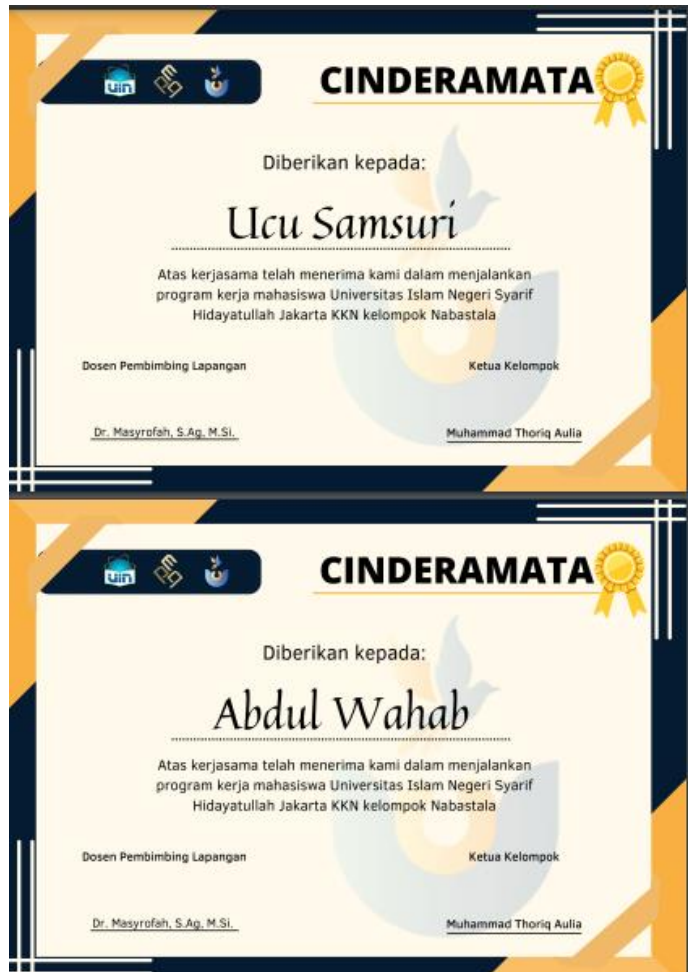 uin
CINDERAMATA
Diberikan kepada:
Ucu Samsuri
Atas kerjasama telah menerima kami dalam menjalankan
program kerja mahasiswa Universitas Islam Negeri Syarif
Hidayatullah Jakarta KKN kelompok Nabastala
Dosen Pembimbing Lapangan
Ketua Kelompok
Dr. Masyrofah, S.Ag, M.Si.
Muhammad Thoriq Aulia
uin
CINDERAMATA
Diberikan kepada:
Abdul Wahab
Atas kerjasama telah menerima kami dalam menjalankan
program kerja mahasiswa Universitas Islam Negeri Syarif
Hidayatullah Jakarta KKN kelompok Nabastala
Dosen Pembimbing Lapangan
Ketua Kelompok
Dr. Masyrofah, S.Ag, M.Si.
Muhammad Thoriq Aulia